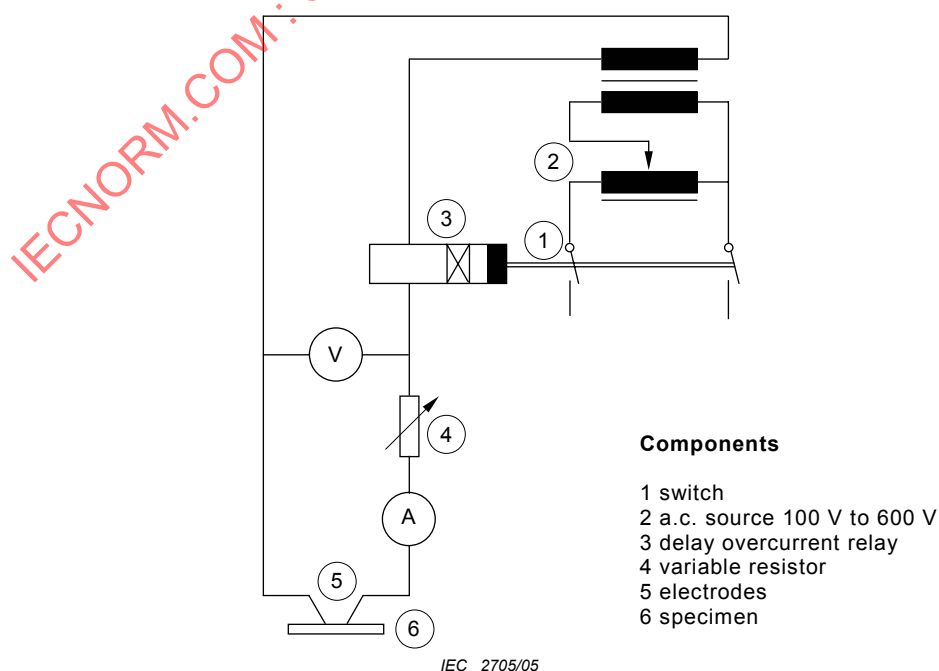 IECNORM.COM : C
2
3
1
V
4
A
5
6
Components
1 switch
2 a.c. source 100 V to 600 V
3 delay overcurrent relay
4 variable resistor
5 electrodes
6 specimen
IEC 2705/05